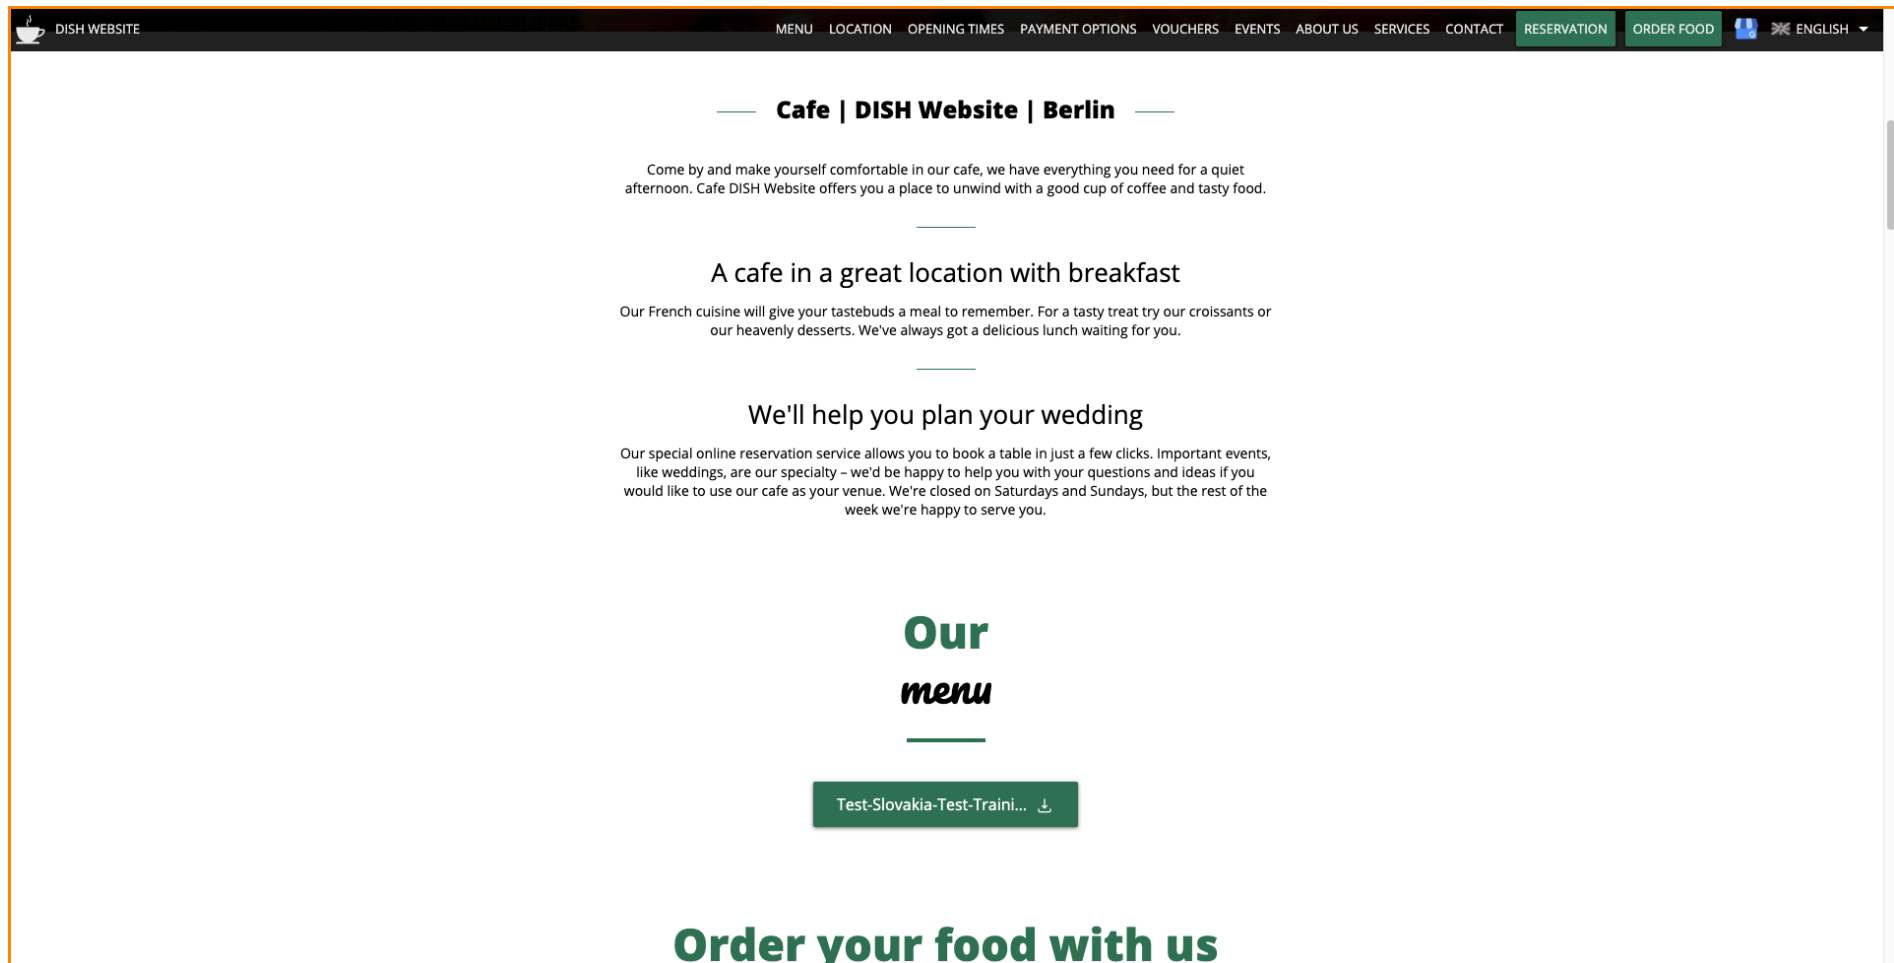 DISH WEBSITE
MENU LOCATION OPENING TIMES PAYMENT OPTIONS VOUCHERS EVENTS ABOUT US SERVICES CONTACT RESERVATION ORDER FOOD G ENGLISH
Cafe | DISH Website | Berlin
Come by and make yourself comfortable in our cafe, we have everything you need for a quiet
afternoon. Cafe DISH Website offers you a place to unwind with a good cup of coffee and tasty food.
A cafe in a great location with breakfast
Our French cuisine will give your tastebuds a meal to remember. For a tasty treat try our croissants or
our heavenly desserts. We've always got a delicious lunch waiting for you.
We'll help you plan your wedding
Our special online reservation service allows you to book a table in just a few clicks. Important events,
like weddings, are our specialty – we'd be happy to help you with your questions and ideas if you
would like to use our cafe as your venue. We're closed on Saturdays and Sundays, but the rest of the
week we're happy to serve you.
Our
menu
Test-Slovakia-Test-Traini...
Order your food with us